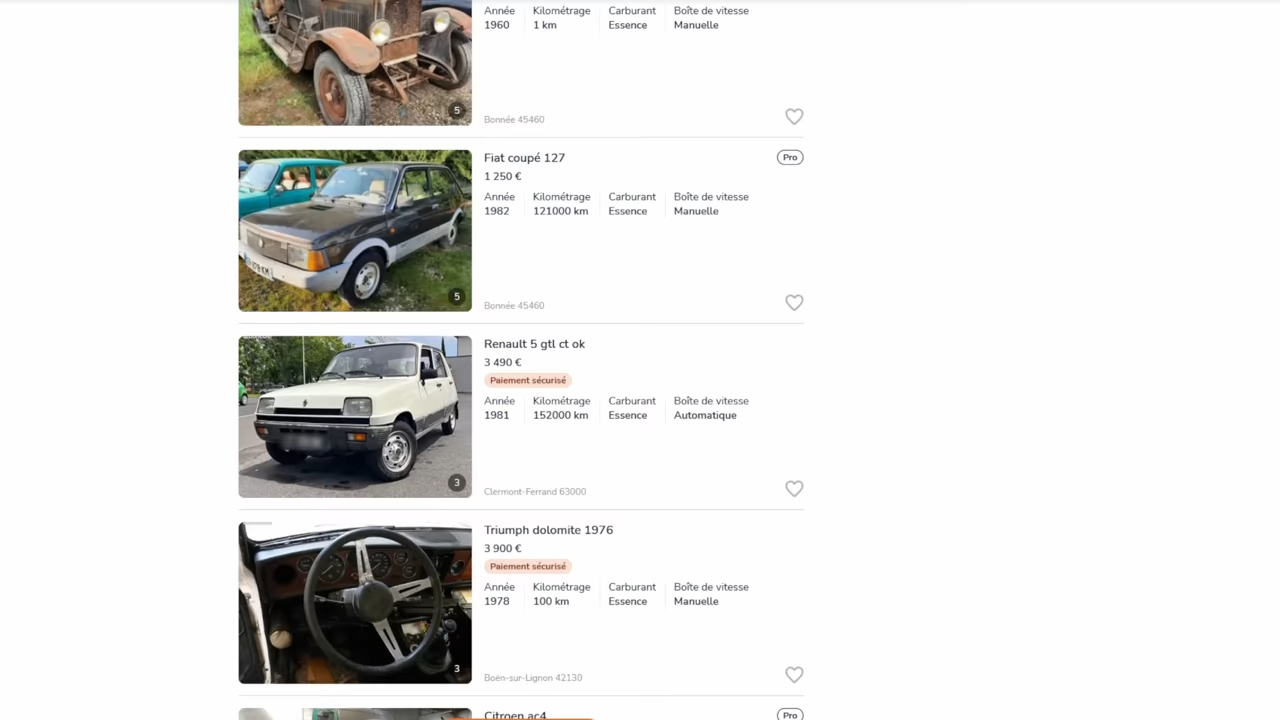 Année Kilométrage Carburant Boîte de vitesse
1960 1 km Essence Manuelle
5
Bonnée 45460
Fiat coupé 127 Pro
1 250 €
Année Kilométrage Carburant Boîte de vitesse
1982 121000 km Essence Manuelle
5
Bonnée 45460
Renault 5 gtl ct ok
3 490 €
Paiement sécurisé
Année Kilométrage Carburant Boîte de vitesse
1981 152000 km Essence Automatique
3
Clermont-Ferrand 63000
Triumph dolomite 1976
3 900 €
Paiement sécurisé
Année Kilométrage Carburant Boîte de vitesse
1978 100 km Essence Manuelle
3
Boën-sur-Lignon 42130
Citroen ac4 Pro